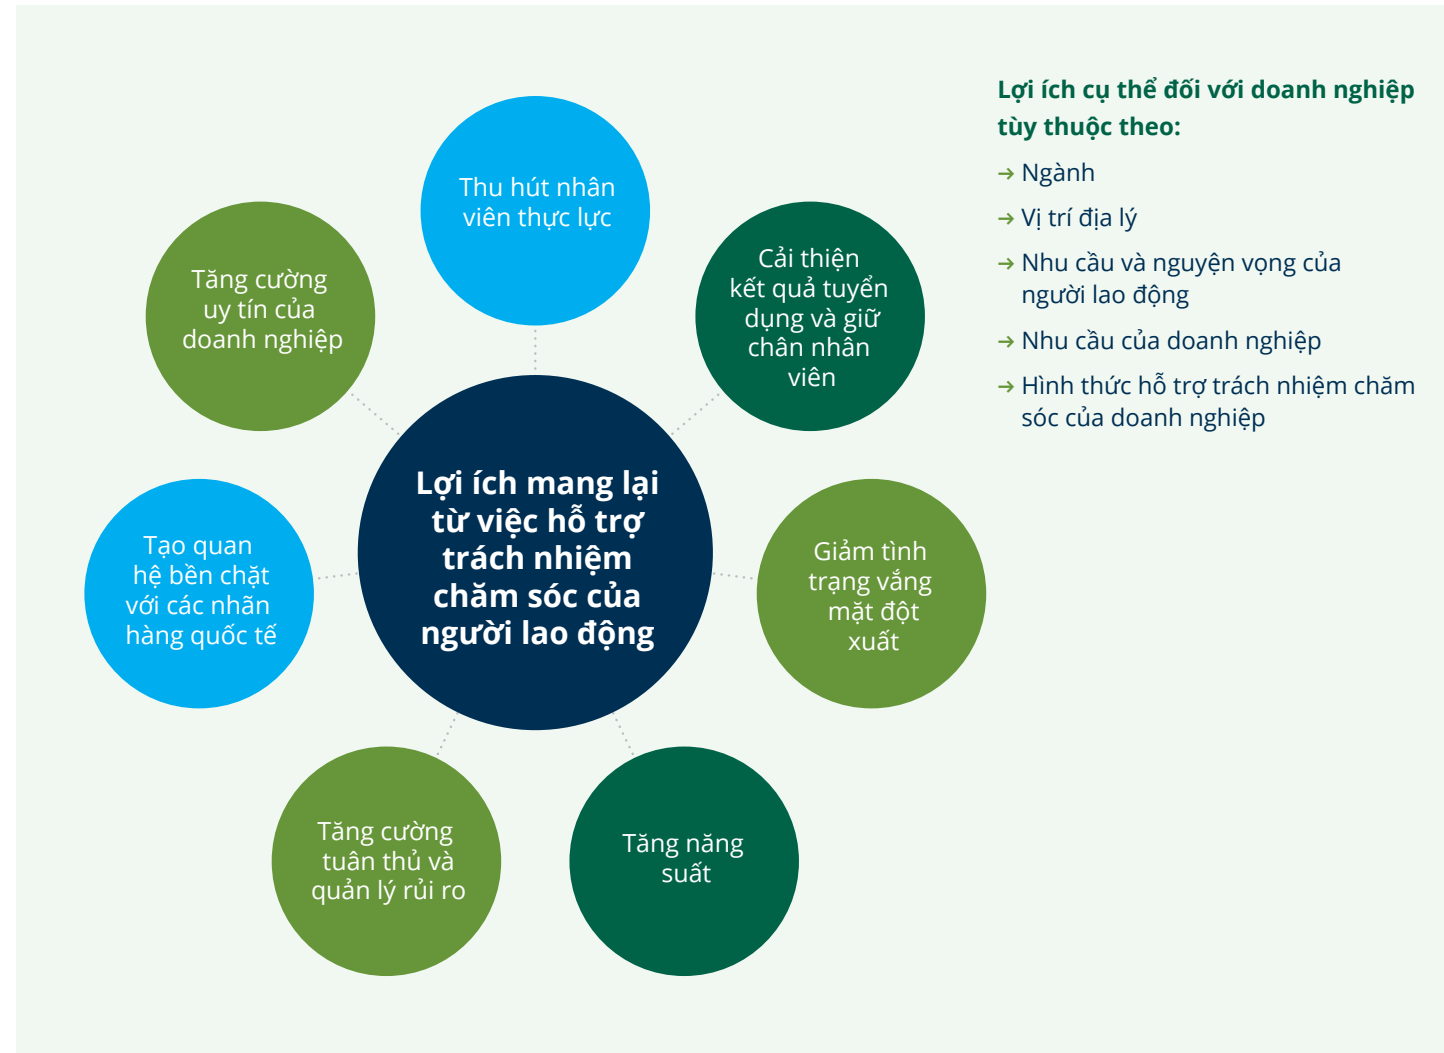 Thu hút nhân
viên thực lực
Cải thiện
kết quả tuyển
dụng và giữ
chân nhân
viên
Giảm tình
trạng vắng
mặt đột
xuất
Tăng năng
suất
Tăng cường
tuân thủ và
quản lý rủi ro
Tạo quan
hệ bền chặt
với các nhãn
hàng quốc tế
Tăng cường
uy tín của
doanh nghiệp
Lợi ích mang lại
từ việc hỗ trợ
trách nhiệm
chăm sóc của
người lao động
Lợi ích cụ thể đối với doanh nghiệp
tùy thuộc theo:
→ Ngành
→ Vị trí địa lý
→ Nhu cầu và nguyện vọng của
người lao động
→ Nhu cầu của doanh nghiệp
→ Hình thức hỗ trợ trách nhiệm chăm
sóc của doanh nghiệp